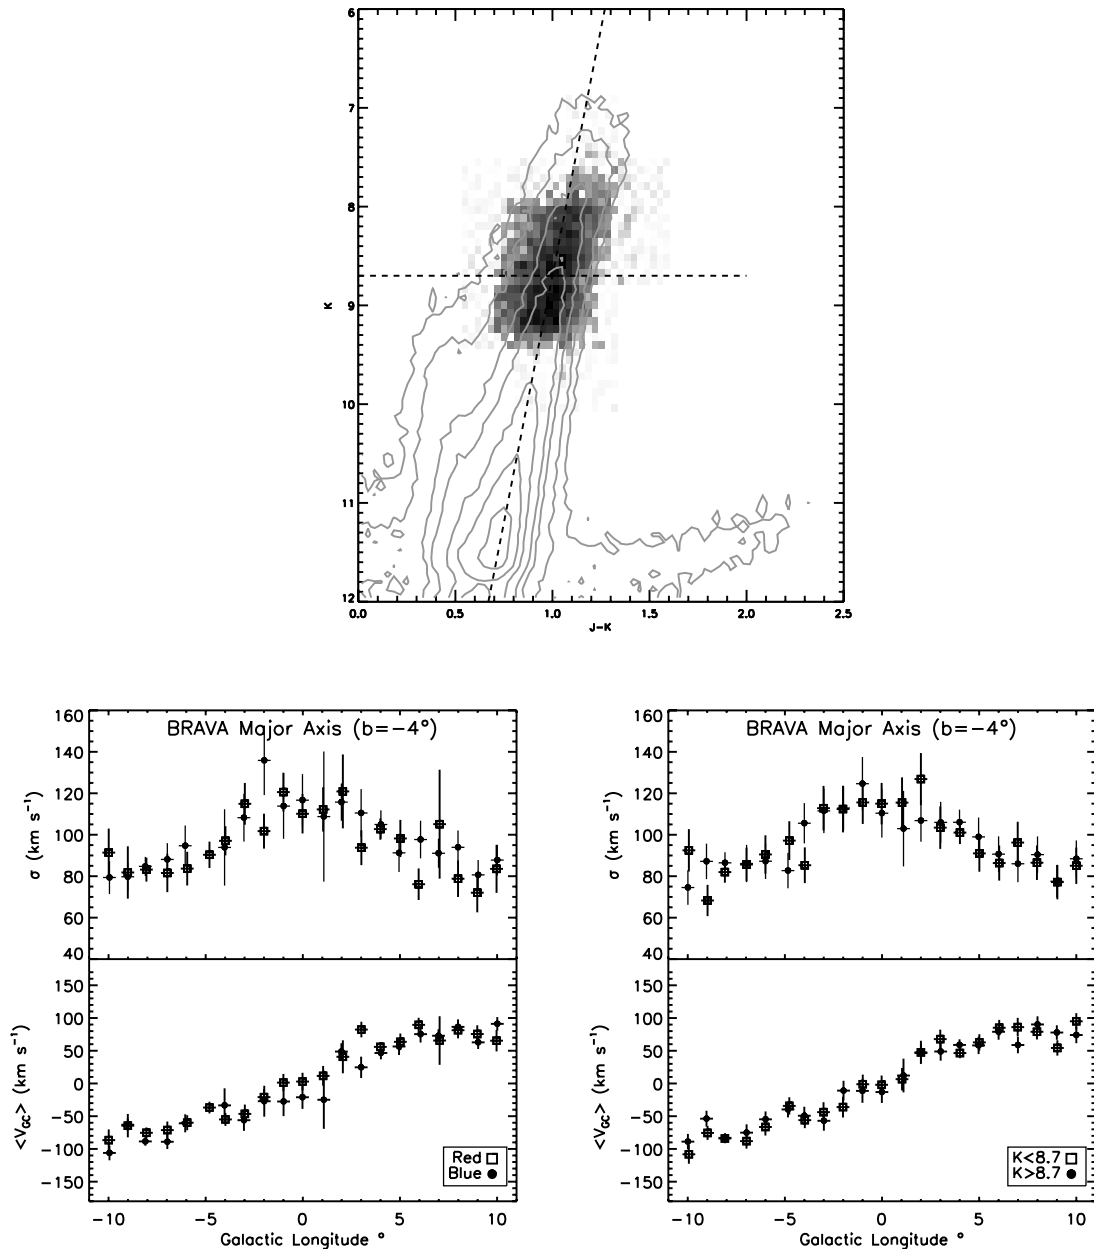 6
7
8
9
10
11
12
K
0.0 0.5 1.0 1.5 2.0 2.5
J-K
BRAVA Major Axis (b=-4°)
160
140
120
100
80
60
40
σ (km s⁻¹)
150
100
50
0
-50
-100
-150
<V_GC> (km s⁻¹)
Red
Blue
-10 -5 0 5 10
Galactic Longitude °
BRAVA Major Axis (b=-4°)
160
140
120
100
80
60
40
σ (km s⁻¹)
150
100
50
0
-50
-100
-150
<V_GC> (km s⁻¹)
K<8.7
K>8.7
-10 -5 0 5 10
Galactic Longitude °